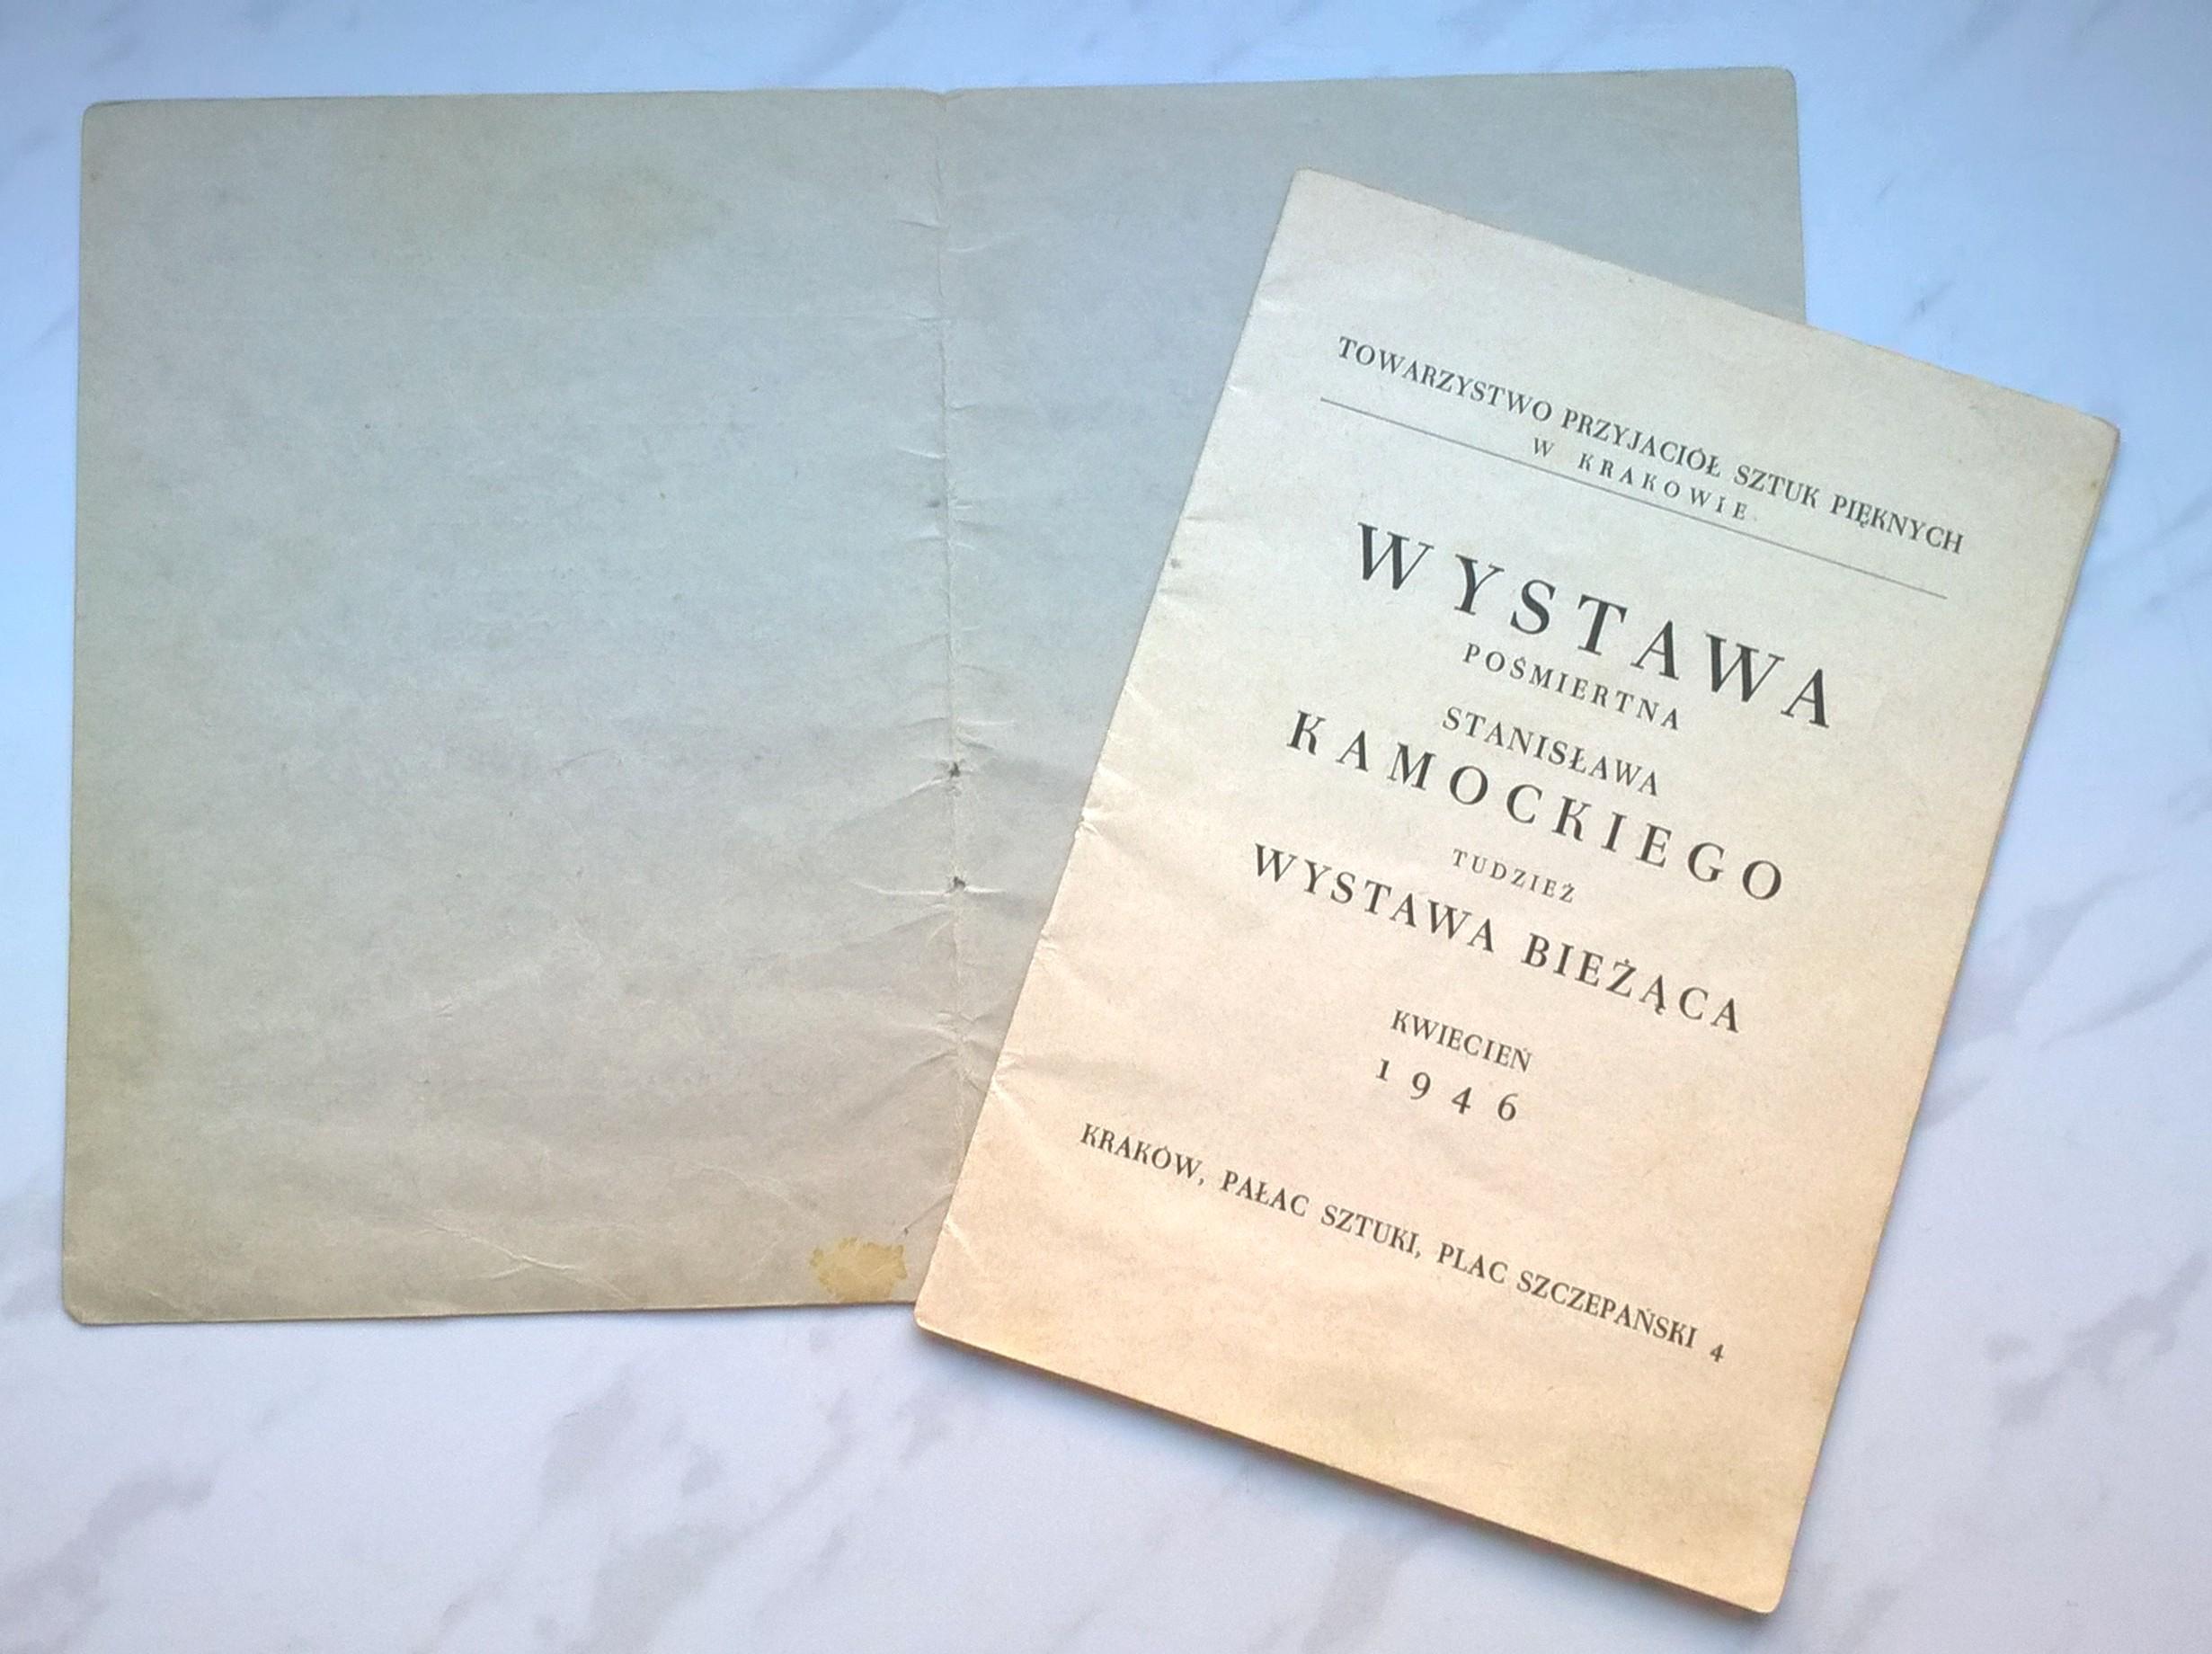 TOWARZYSTWO PRZYJACIÓŁ SZTUK PIĘKNYCH
W KRAKOWIE
WYSTAWA
POŚMIERTNA
STANISŁAWA
KAMOCKIEGO
TUDZIEŻ
WYSTAWA BIEŻĄCA
KWIECIEŃ
1946
KRAKÓW, PAŁAC SZTUKI, PLAC SZCZEPAŃSKI 4